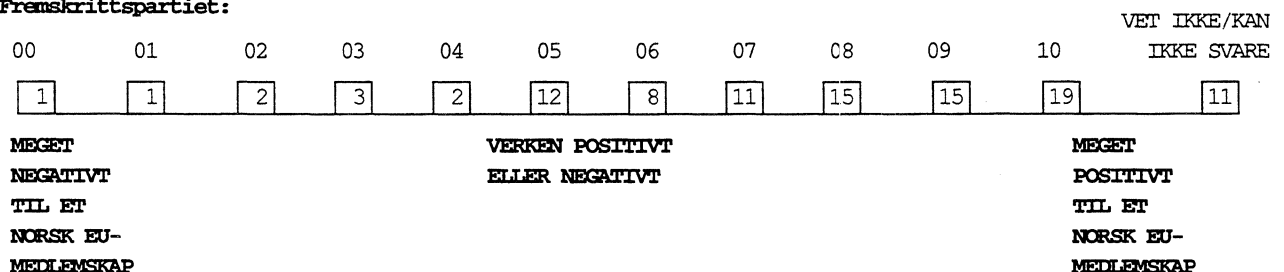 Fremskrittspartiet:
VET IKKE/KAN
00 01 02 03 04 05 06 07 08 09 10 IKKE SVARE
1 1 2 3 2 12 8 11 15 15 19 11
MEGET VERKEN POSITIVT MEGET
NEGATIVT ELLER NEGATIVT POSITIVT
TIL ET TIL ET
NORSK EU- NORSK EU-
MEDLEMSKAP MEDLEMSKAP